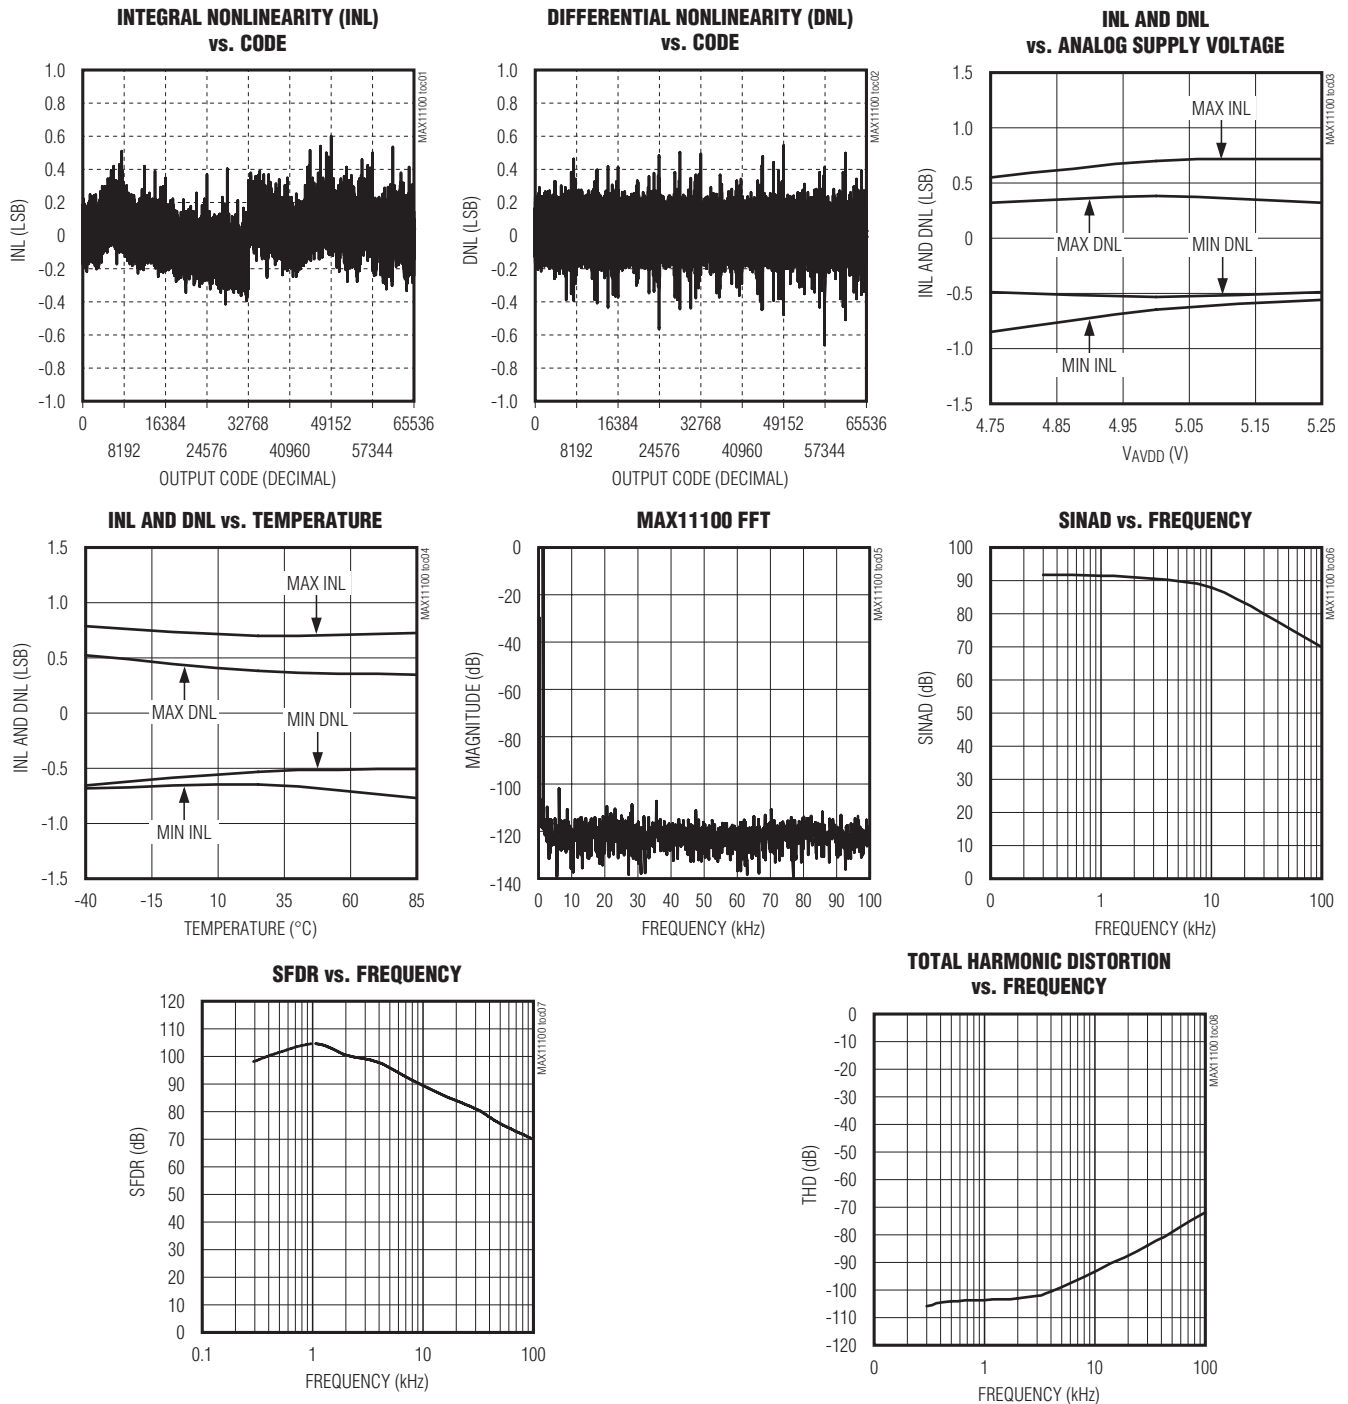 INTEGRAL NONLINEARITY (INL)
vs. CODE
1.0
0.8
0.6
0.4
0.2
0
-0.2
-0.4
-0.6
-0.8
-1.0
INL (LSB)
MAX11100 toc01
0 16384 32768 49152 65536
8192 24576 40960 57344
OUTPUT CODE (DECIMAL)
DIFFERENTIAL NONLINEARITY (DNL)
vs. CODE
1.0
0.8
0.6
0.4
0.2
0
-0.2
-0.4
-0.6
-0.8
-1.0
DNL (LSB)
MAX11100 toc02
0 16384 32768 49152 65536
8192 24576 40960 57344
OUTPUT CODE (DECIMAL)
INL AND DNL
vs. ANALOG SUPPLY VOLTAGE
1.5
1.0
0.5
0
-0.5
-1.0
-1.5
INL AND DNL (LSB)
MAX11100 toc03
MAX INL
MAX DNL
MIN DNL
MIN INL
4.75 4.85 4.95 5.05 5.15 5.25
VAVDD (V)
INL AND DNL vs. TEMPERATURE
1.5
1.0
0.5
0
-0.5
-1.0
-1.5
INL AND DNL (LSB)
MAX11100 toc04
MAX INL
MAX DNL
MIN DNL
MIN INL
-40 -15 10 35 60 85
TEMPERATURE (°C)
MAX11100 FFT
0
-20
-40
-60
-80
-100
-120
-140
MAGNITUDE (dB)
MAX11100 toc05
0 10 20 30 40 50 60 70 80 90 100
FREQUENCY (kHz)
SINAD vs. FREQUENCY
100
90
80
70
60
50
40
30
20
10
0
SINAD (dB)
MAX11100 toc06
0 1 10 100
FREQUENCY (kHz)
SFDR vs. FREQUENCY
120
110
100
90
80
70
60
50
40
30
20
10
0
SFDR (dB)
MAX11100 toc07
0.1 1 10 100
FREQUENCY (kHz)
TOTAL HARMONIC DISTORTION
vs. FREQUENCY
0
-10
-20
-30
-40
-50
-60
-70
-80
-90
-100
-110
-120
THD (dB)
MAX11100 toc08
0 1 10 100
FREQUENCY (kHz)